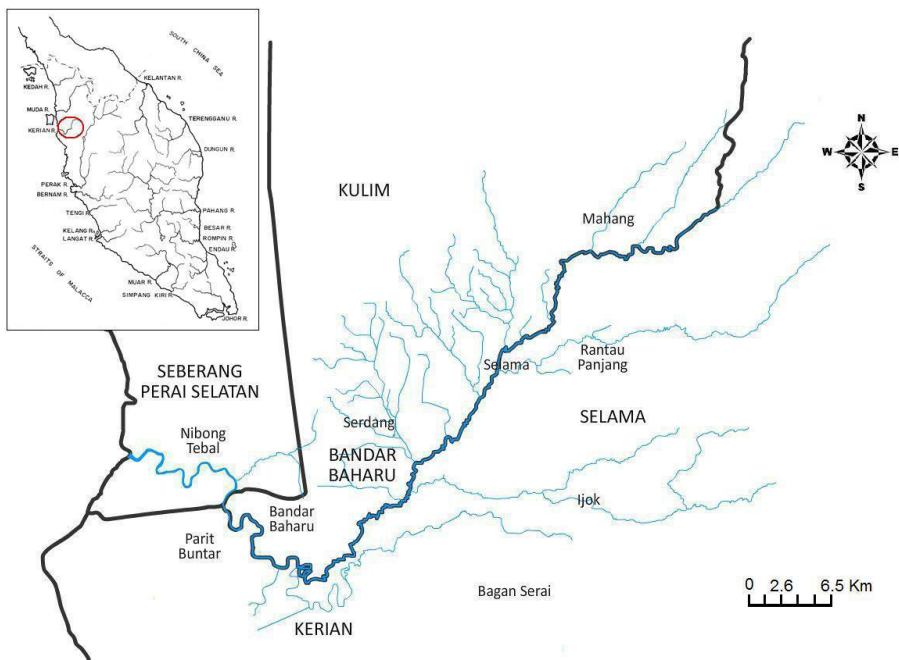 SOUTH CHINA SEA
KELANTAN R.
KEDAH R.
MUDA R.
KERIAN R.
TERENGGANU R.
DUNGUN R.
PERAK R.
BERNAM R.
TENGI R.
PAHANG R.
KELANG R.
LANGAT R.
BESAR R.
ROMPIN R.
ENDAU R.
STRAITS OF MALACCA
MUAR R.
SIMPANG KIRI R.
JOHOR R.
N
W
E
S
KULIM
Mahang
SEBERANG
PERAI SELATAN
Selama
Rantau
Panjang
SELAMA
Serdang
Nibong
Tebal
BANDAR
BAHARU
Ijok
Bandar
Baharu
Parit
Buntar
Bagan Serai
KERIAN
0 2.6 6.5 Km